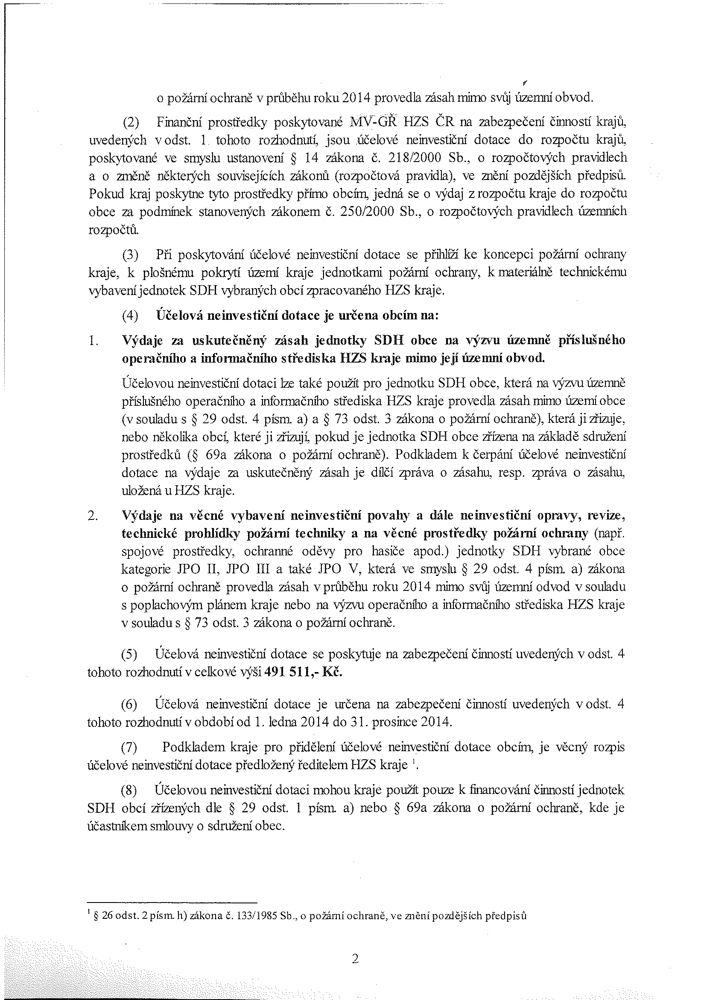 o požární ochraně v průběhu roku 2014 provedla zásah mimo svůj územní obvod.
(2) Finanční prostředky poskytované MV-GŘ HZS ČR na zabezpečení činností krajů,
uvedených v odst. 1. tohoto rozhodnutí, jsou účelové neinvestiční dotace do rozpočtu krajů,
poskytované ve smyslu ustanovení § 14 zákona č. 218/2000 Sb., o rozpočtových pravidlech
a o změně některých souvisejících zákonů (rozpočtová pravidla), ve znění pozdějších předpisů.
Pokud kraj poskytne tyto prostředky přímo obcím, jedná se o výdaj z rozpočtu kraje do rozpočtu
obce za podmínek stanovených zákonem č. 250/2000 Sb., o rozpočtových pravidlech územních
rozpočtů.
(3) Při poskytování účelové neinvestiční dotace se přihlíží ke koncepci požární ochrany
kraje, k plošnému pokrytí území kraje jednotkami požární ochrany, k materiálně technickému
vybavení jednotek SDH vybraných obcí zpracovaného HZS kraje.
(4) Účelová neinvestiční dotace je určena obcím na:
1. Výdaje za uskutečněný zásah jednotky SDH obce na výzvu územně příslušného
operačního a informačního střediska HZS kraje mimo její územní obvod.
Účelovou neinvestiční dotaci lze také použít pro jednotku SDH obce, která na výzvu územně
příslušného operačního a informačního střediska HZS kraje provedla zásah mimo území obce
(v souladu s § 29 odst. 4 písm. a) a § 73 odst. 3 zákona o požární ochraně), která ji zřizuje,
nebo několika obcí, které ji zřizují, pokud je jednotka SDH obce zřízena na základě sdružení
prostředků (§ 69a zákona o požární ochraně). Podkladem k čerpání účelové neinvestiční
dotace na výdaje za uskutečněný zásah je dílčí zpráva o zásahu, resp. zpráva o zásahu,
uložená u HZS kraje.
2. Výdaje na věcné vybavení neinvestiční povahy a dále neinvestiční opravy, revize,
technické prohlídky požární techniky a na věcné prostředky požární ochrany (např.
spojové prostředky, ochranné oděvy pro hasiče apod.) jednotky SDH vybrané obce
kategorie JPO II, JPO III a také JPO V, která ve smyslu § 29 odst. 4 písm. a) zákona
o požární ochraně provedla zásah v průběhu roku 2014 mimo svůj územní odvod v souladu
s poplachovým plánem kraje nebo na výzvu operačního a informačního střediska HZS kraje
v souladu s § 73 odst. 3 zákona o požární ochraně.
(5) Účelová neinvestiční dotace se poskytuje na zabezpečení činností uvedených v odst. 4
tohoto rozhodnutí v celkové výši 491 511,- Kč.
(6) Účelová neinvestiční dotace je určena na zabezpečení činností uvedených v odst. 4
tohoto rozhodnutí v období od 1. ledna 2014 do 31. prosince 2014.
(7) Podkladem kraje pro přidělení účelové neinvestiční dotace obcím, je věcný rozpis
účelové neinvestiční dotace předložený ředitelem HZS kraje ¹.
(8) Účelovou neinvestiční dotaci mohou kraje použít pouze k financování činností jednotek
SDH obcí zřízených dle § 29 odst. 1 písm. a) nebo § 69a zákona o požární ochraně, kde je
účastníkem smlouvy o sdružení obec.
¹ § 26 odst. 2 písm. h) zákona č. 133/1985 Sb., o požární ochraně, ve znění pozdějších předpisů
2